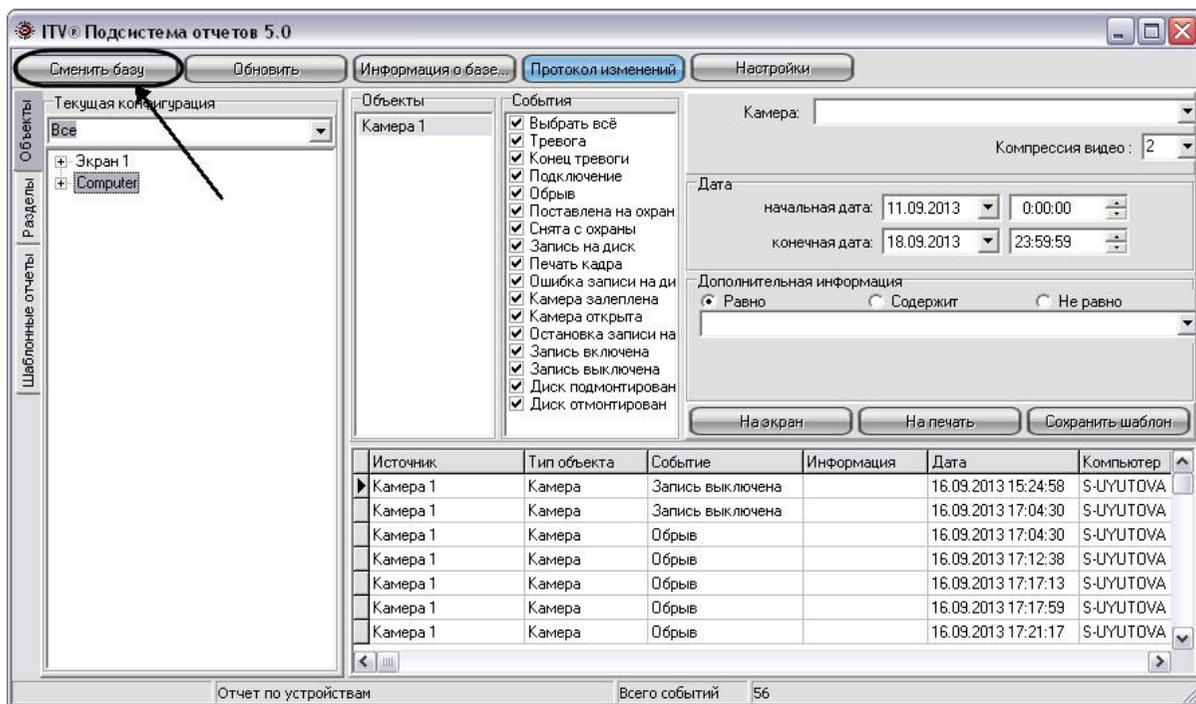 ITV® Подсистема отчетов 5.0
Сменить базу Обновить Информация о базе... Протокол изменений Настройки
Объекты
Разделы
Шаблонные отчеты
Текущая конфигурация
Все
Экран 1
Computer
Объекты
Камера 1
События
Выбрать всё
Тревога
Конец тревоги
Подключение
Обрыв
Поставлена на охран
Снята с охраны
Запись на диск
Печать кадра
Ошибка записи на ди
Камера залеплена
Камера открыта
Остановка записи на
Запись включена
Запись выключена
Диск подмонтирован
Диск отмонтирован
Камера:
Компрессия видео : 2
Дата
начальная дата: 11.09.2013 0:00:00
конечная дата: 18.09.2013 23:59:59
Дополнительная информация
Равно Содержит Не равно
На экран На печать Сохранить шаблон
Источник Тип объекта Событие Информация Дата Компьютер
Камера 1 Камера Запись выключена 16.09.2013 15:24:58 S-UYUTOVA
Камера 1 Камера Запись выключена 16.09.2013 17:04:30 S-UYUTOVA
Камера 1 Камера Обрыв 16.09.2013 17:04:30 S-UYUTOVA
Камера 1 Камера Обрыв 16.09.2013 17:12:38 S-UYUTOVA
Камера 1 Камера Обрыв 16.09.2013 17:17:13 S-UYUTOVA
Камера 1 Камера Обрыв 16.09.2013 17:17:59 S-UYUTOVA
Камера 1 Камера Обрыв 16.09.2013 17:21:17 S-UYUTOVA
Отчет по устройствам Всего событий 56